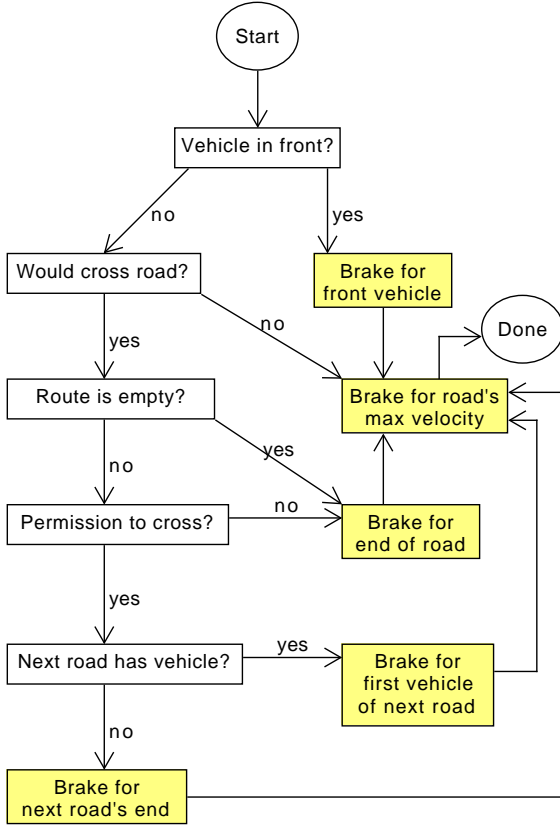 Start
Vehicle in front?
no
yes
Would cross road?
Brake for
front vehicle
Done
yes
no
Route is empty?
Brake for road's
max velocity
no
yes
Permission to cross?
no
Brake for
end of road
yes
Next road has vehicle?
yes
Brake for
first vehicle
of next road
no
Brake for
next road's end